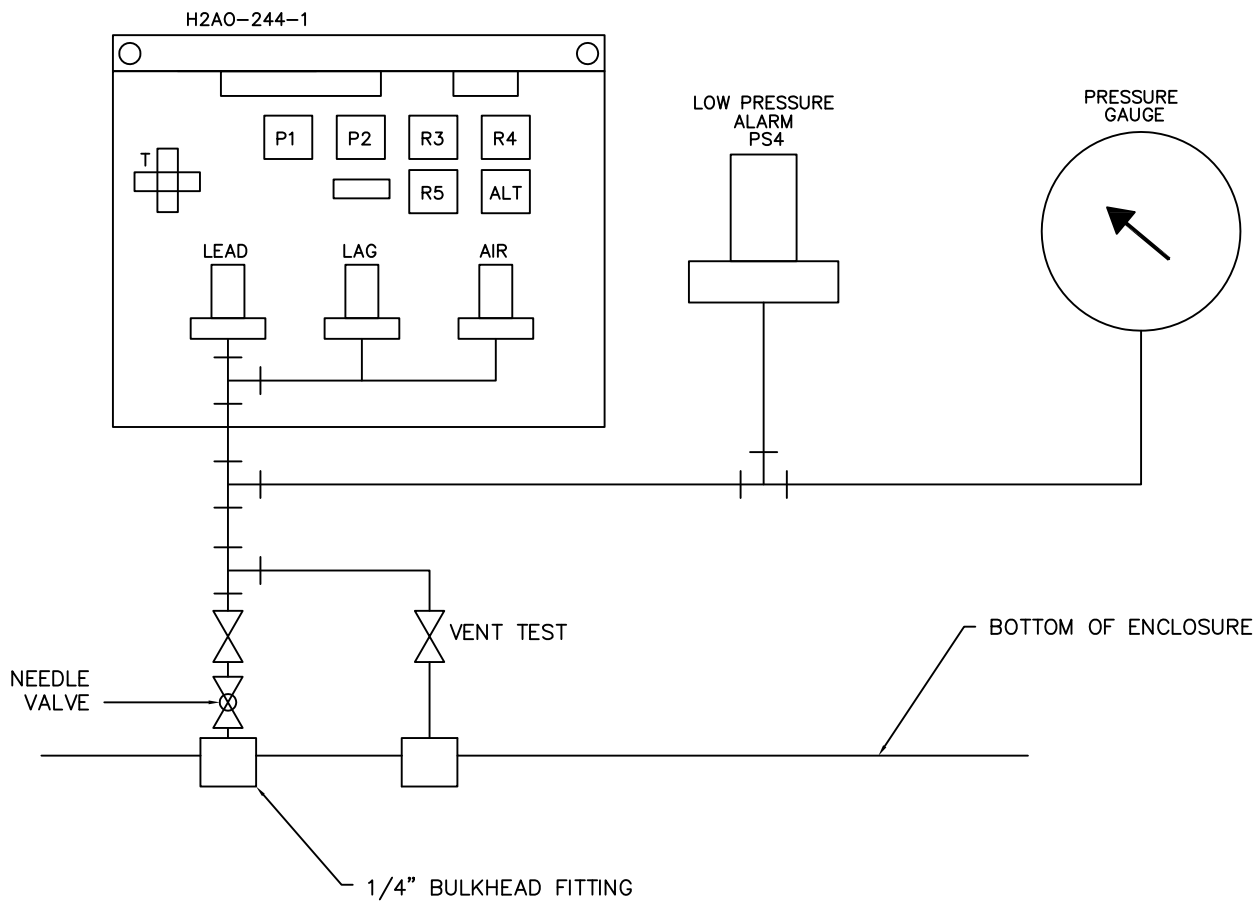 H2AO-244-1
LOW PRESSURE
ALARM
PS4
PRESSURE
GAUGE
P1
P2
R3
R4
T
R5
ALT
LEAD
LAG
AIR
VENT TEST
BOTTOM OF ENCLOSURE
NEEDLE
VALVE
1/4" BULKHEAD FITTING